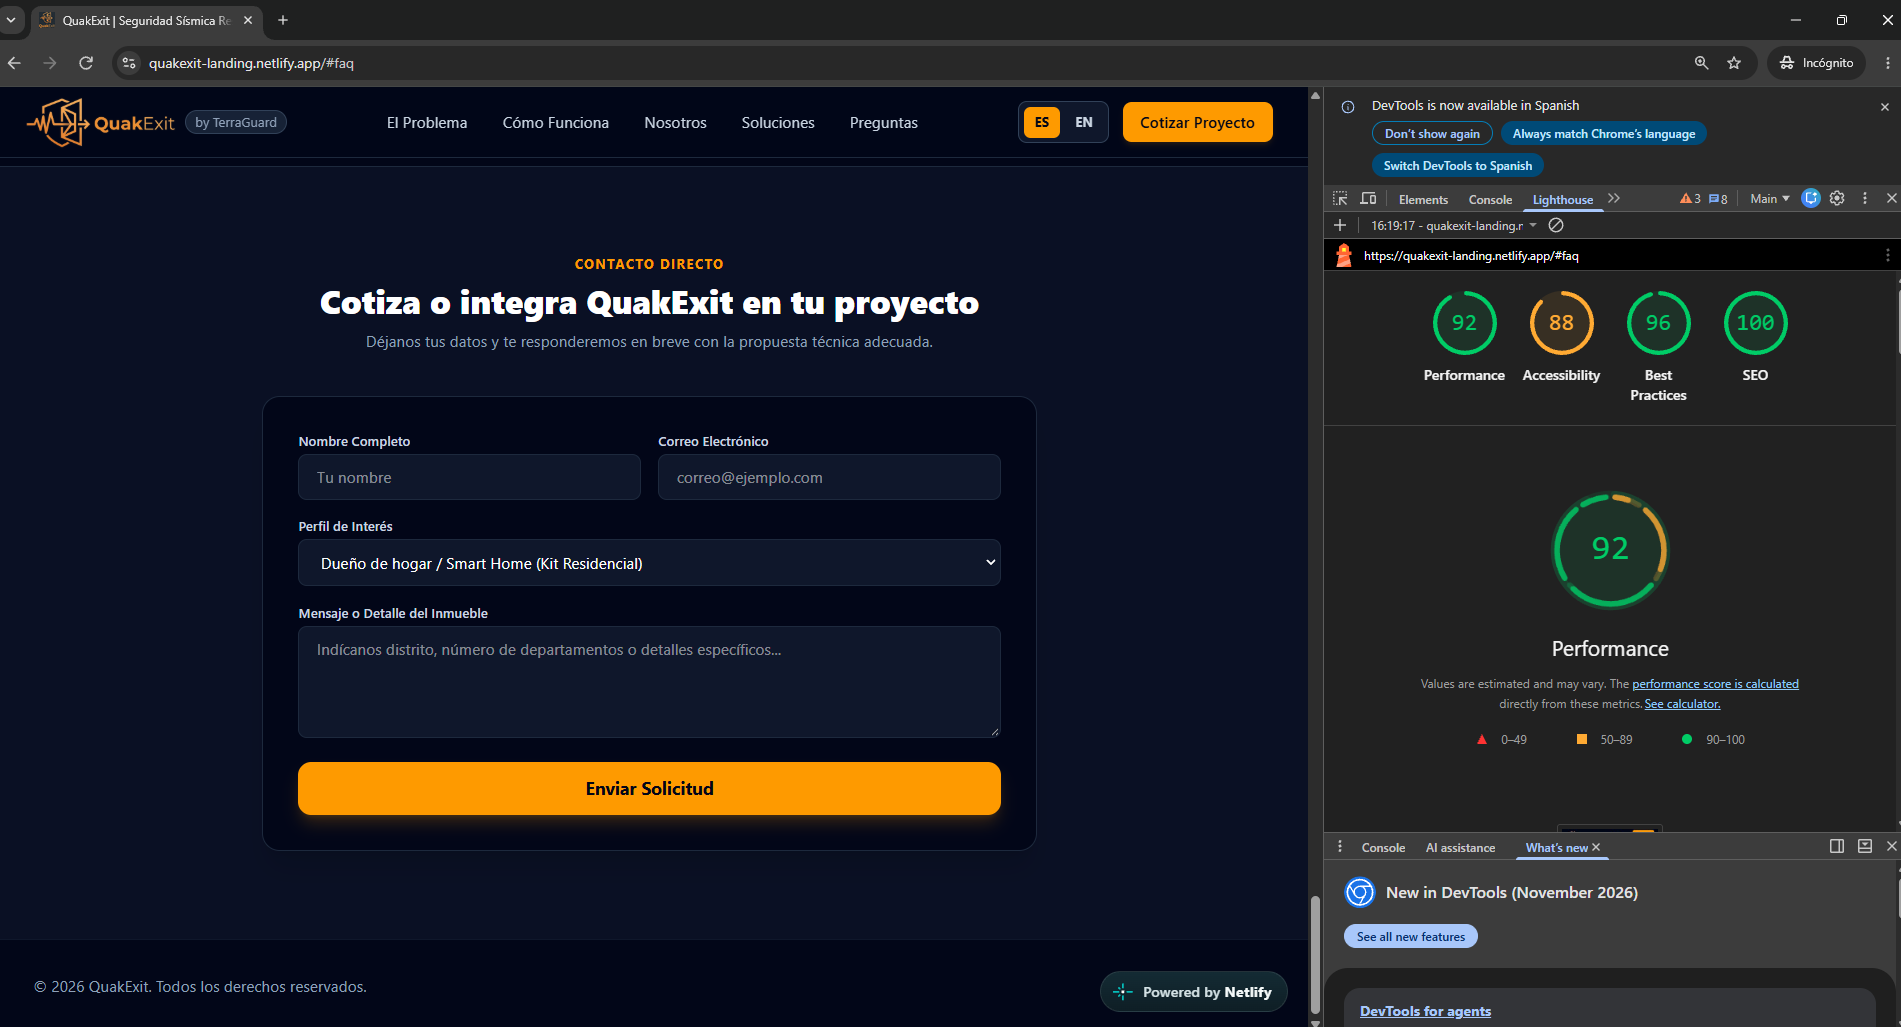 QuakExit | Seguridad Sísmica Re
quakexit-landing.netlify.app/#faq
Incógnito
QuakExit
by TerraGuard
El Problema
Cómo Funciona
Nosotros
Soluciones
Preguntas
ES
EN
Cotizar Proyecto
CONTACTO DIRECTO
Cotiza o integra QuakExit en tu proyecto
Déjanos tus datos y te responderemos en breve con la propuesta técnica adecuada.
Nombre Completo
Correo Electrónico
Tu nombre
correo@ejemplo.com
Perfil de Interés
Dueño de hogar / Smart Home (Kit Residencial)
Mensaje o Detalle del Inmueble
Indícanos distrito, número de departamentos o detalles específicos...
Enviar Solicitud
© 2026 QuakExit. Todos los derechos reservados.
Powered by Netlify
DevTools is now available in Spanish
Don't show again
Always match Chrome's language
Switch DevTools to Spanish
Elements
Console
Lighthouse
3
8
Main
16:19:17 - quakexit-landing.r
https://quakexit-landing.netlify.app/#faq
92
88
96
100
Performance
Accessibility
Best
Practices
SEO
92
Performance
Values are estimated and may vary. The performance score is calculated
directly from these metrics. See calculator.
0–49
50–89
90–100
Console
AI assistance
What's new
New in DevTools (November 2026)
See all new features
DevTools for agents